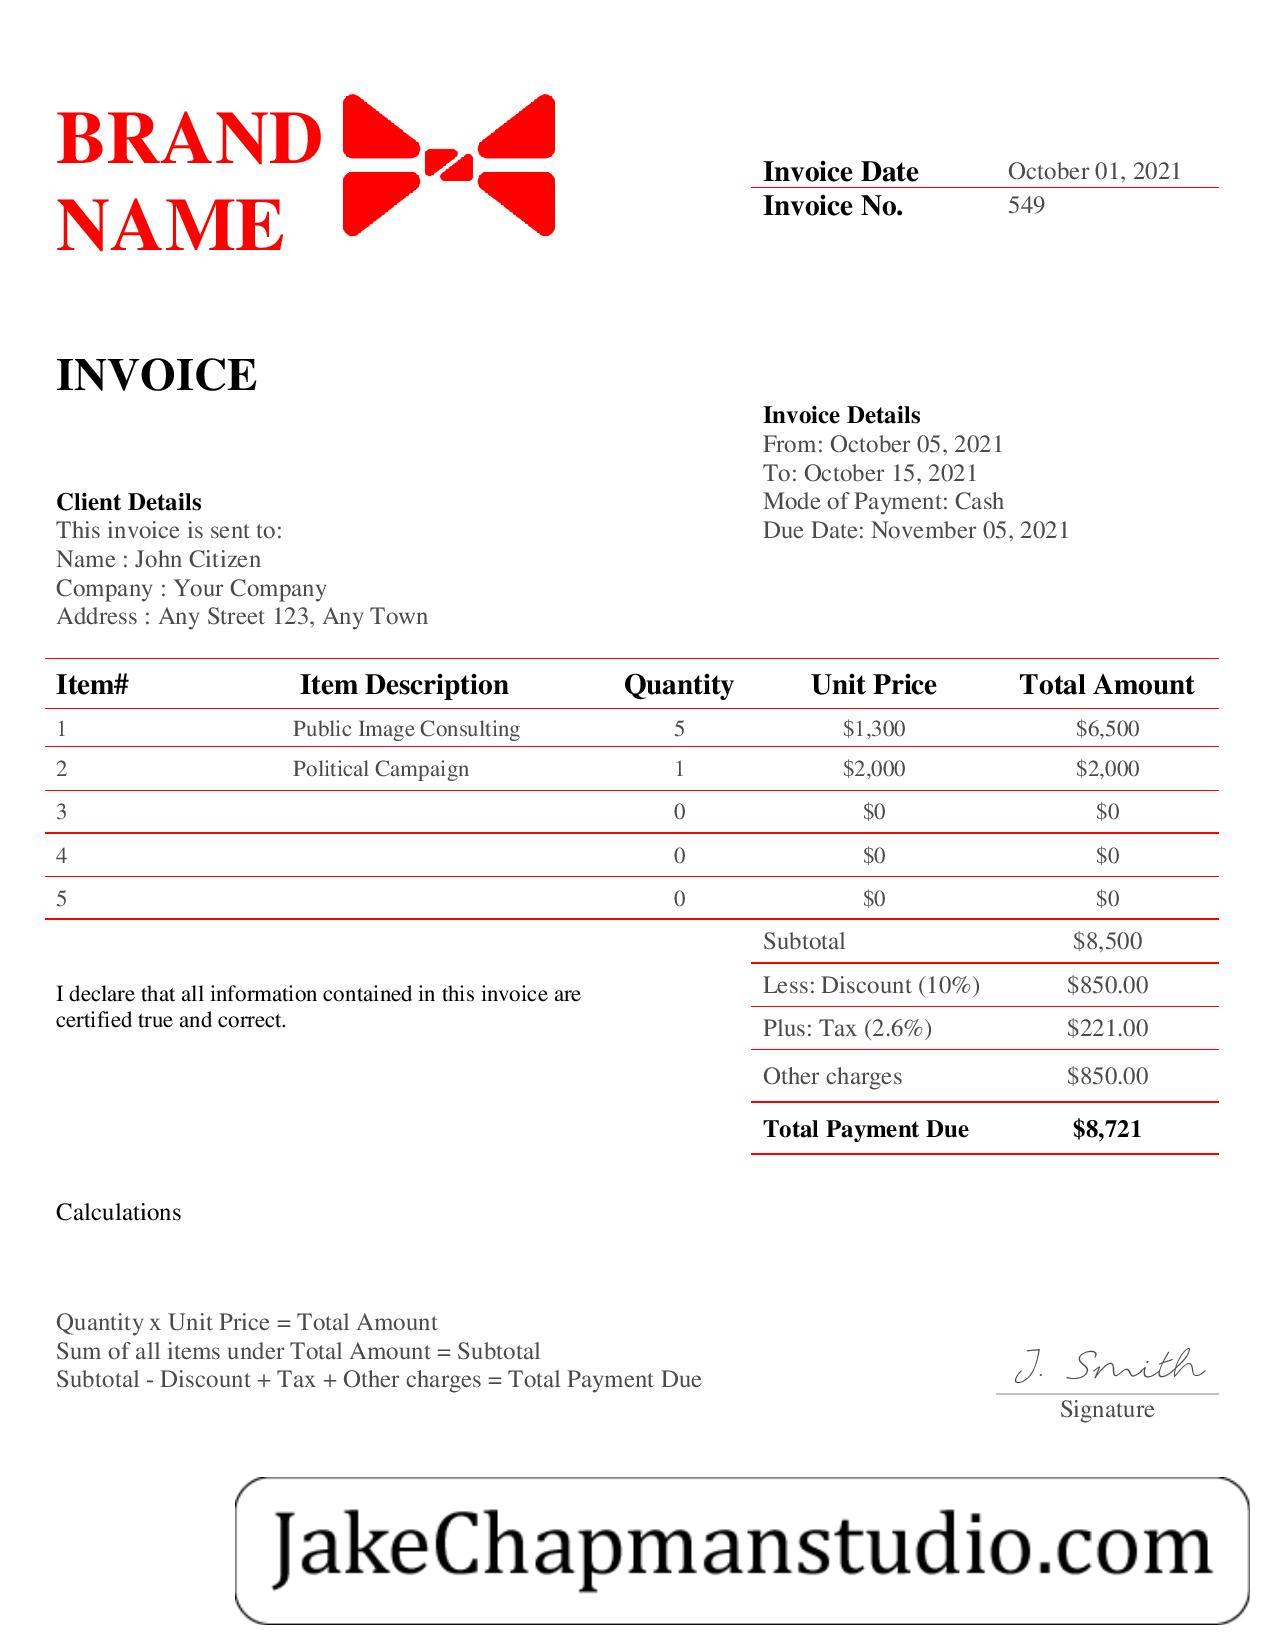 BRAND
NAME
Invoice Date October 01, 2021
Invoice No. 549
INVOICE
Invoice Details
From: October 05, 2021
To: October 15, 2021
Mode of Payment: Cash
Due Date: November 05, 2021
Client Details
This invoice is sent to:
Name : John Citizen
Company : Your Company
Address : Any Street 123, Any Town
Item# Item Description Quantity Unit Price Total Amount
1 Public Image Consulting 5 $1,300 $6,500
2 Political Campaign 1 $2,000 $2,000
3 0 $0 $0
4 0 $0 $0
5 0 $0 $0
Subtotal $8,500
Less: Discount (10%) $850.00
Plus: Tax (2.6%) $221.00
Other charges $850.00
Total Payment Due $8,721
I declare that all information contained in this invoice are
certified true and correct.
Calculations
Quantity x Unit Price = Total Amount
Sum of all items under Total Amount = Subtotal
Subtotal - Discount + Tax + Other charges = Total Payment Due
J. Smith
Signature
JakeChapmanstudio.com